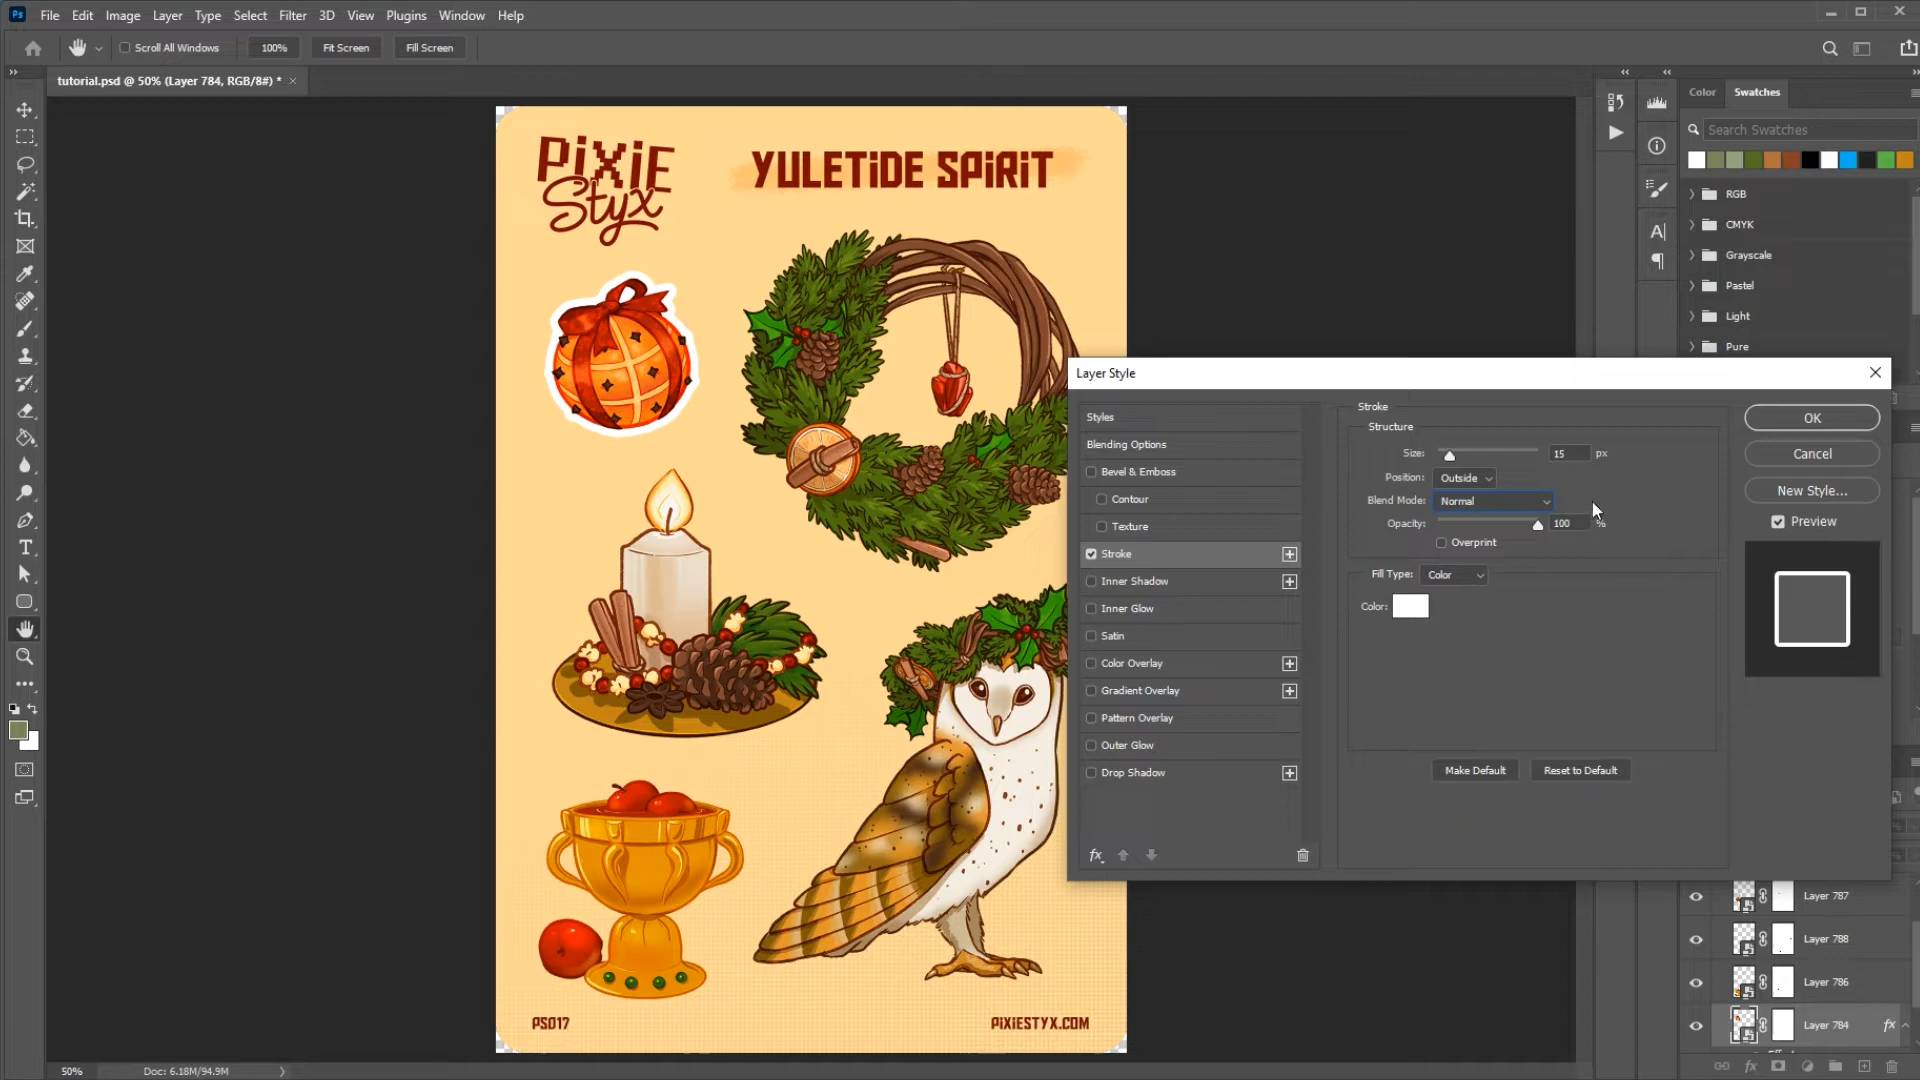 Ps File Edit Image Layer Type Select Filter 3D View Plugins Window Help
Scroll All Windows 100% Fit Screen Fill Screen
tutorial.psd @ 50% (Layer 784, RGB/8#) *
Color Swatches
Search Swatches
RGB
CMYK
Grayscale
Pastel
Light
Pure
PiXiE
Styx
YULETiDE SPiRiT
PS017
PiXiESTYX.COM
Layer Style
Styles
Blending Options
Bevel & Emboss
Contour
Texture
Stroke
Inner Shadow
Inner Glow
Satin
Color Overlay
Gradient Overlay
Pattern Overlay
Outer Glow
Drop Shadow
fx
Stroke
Structure
Size: 15 px
Position: Outside
Blend Mode: Normal
Opacity: 100 %
Overprint
Fill Type: Color
Color:
Make Default Reset to Default
OK
Cancel
New Style...
Preview
Layer 787
Layer 788
Layer 786
Layer 784 fx
50% Doc: 6.18M/94.9M